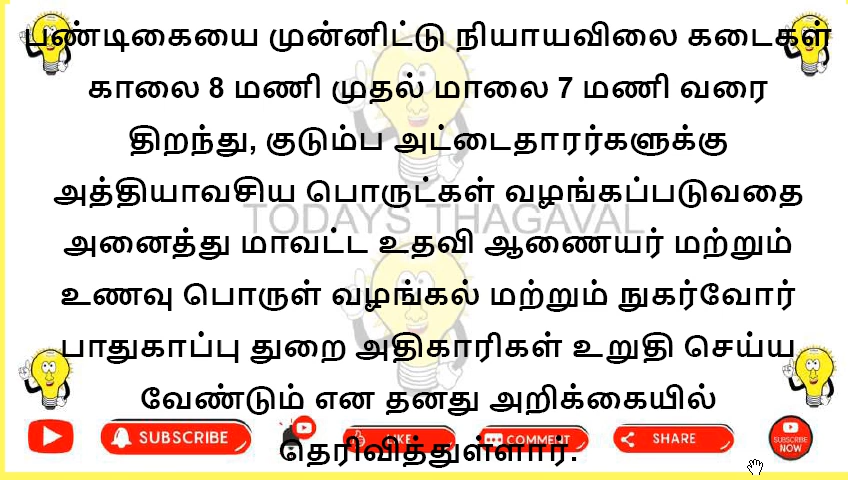 பண்டிகையை முன்னிட்டு நியாயவிலை கடைகள்
காலை 8 மணி முதல் மாலை 7 மணி வரை
திறந்து, குடும்ப அட்டைதாரர்களுக்கு
அத்தியாவசிய பொருட்கள் வழங்கப்படுவதை
TODAYS THAGAVAL
அனைத்து மாவட்ட உதவி ஆணையர் மற்றும்
உணவு பொருள் வழங்கல் மற்றும் நுகர்வோர்
பாதுகாப்பு துறை அதிகாரிகள் உறுதி செய்ய
வேண்டும் என தனது அறிக்கையில்
SUBSCRIBE LIKE COMMENT SHARE SUBSCRIBE NOW
தெரிவித்துள்ளார்.